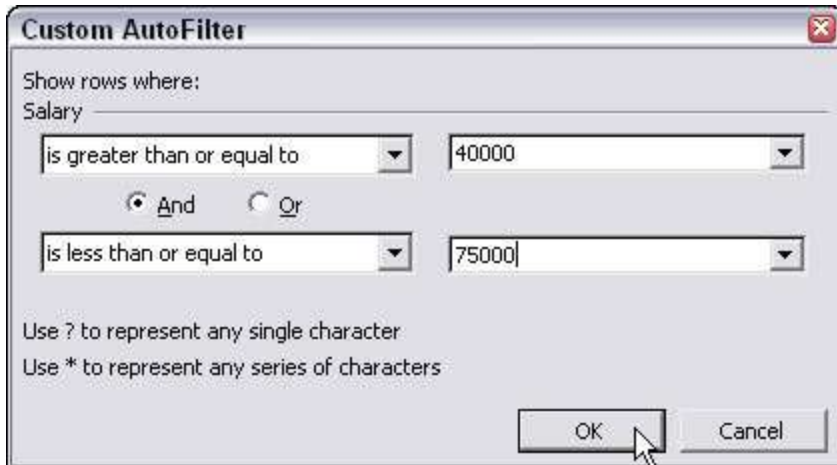 Custom AutoFilter
Show rows where:
Salary
is greater than or equal to 40000
And Or
is less than or equal to 75000
Use ? to represent any single character
Use * to represent any series of characters
OK Cancel